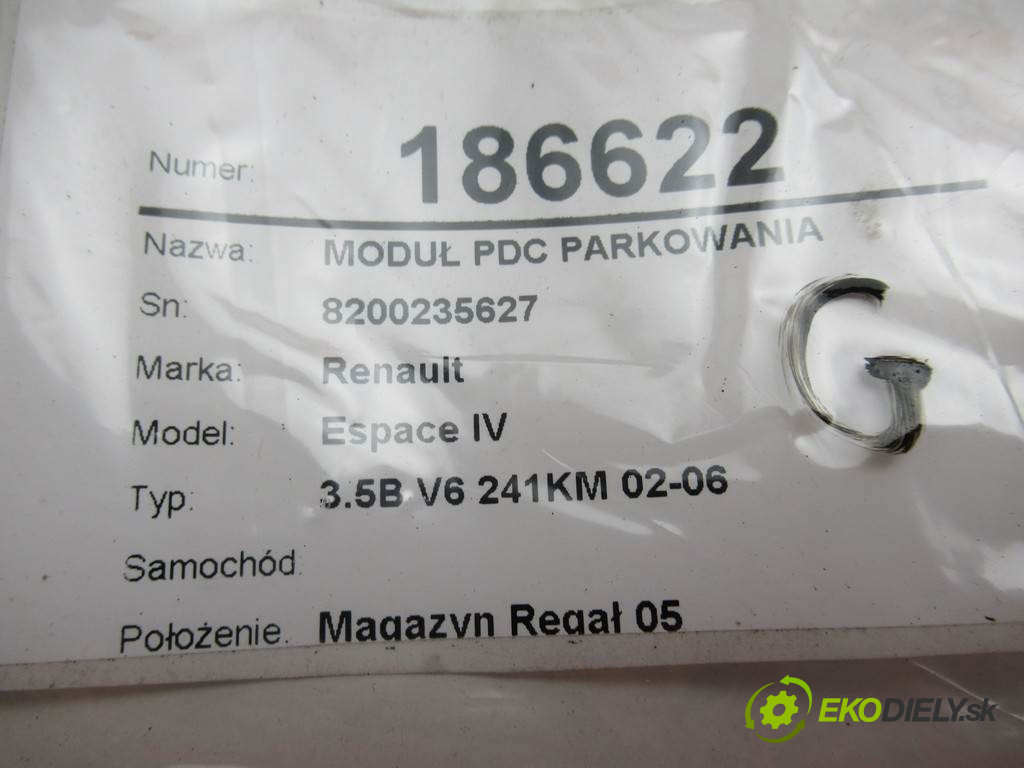 Numer: 186622
Nazwa: MODUŁ PDC PARKOWANIA
Sn: 8200235627
Marka: Renault
Model: Espace IV
Typ: 3.5B V6 241KM 02-06
G
Samochód:
Położenie: Magazyn Regał 05
EKODIELY.sk